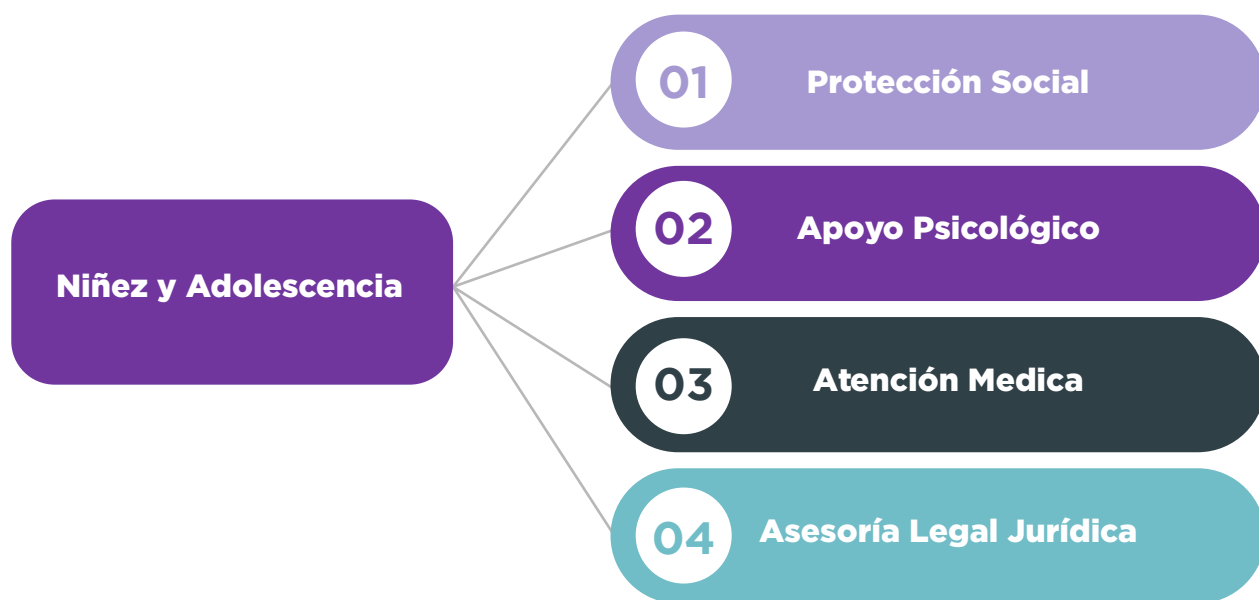 Niñez y Adolescencia
01 Protección Social
02 Apoyo Psicológico
03 Atención Medica
04 Asesoría Legal Jurídica